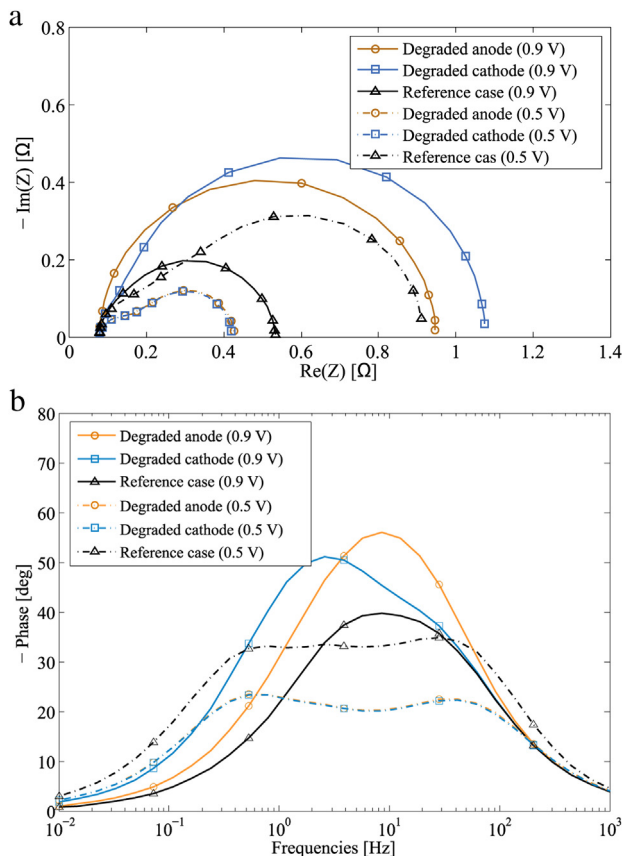 a
0.8
0.6
0.4
0.2
0
− Im(Z) [Ω]
Degraded anode (0.9 V)
Degraded cathode (0.9 V)
Reference case (0.9 V)
Degraded anode (0.5 V)
Degraded cathode (0.5 V)
Reference cas (0.5 V)
0 0.2 0.4 0.6 0.8 1 1.2 1.4
Re(Z) [Ω]
b
80
70
60
50
40
30
20
10
0
− Phase [deg]
Degraded anode (0.9 V)
Degraded cathode (0.9 V)
Reference case (0.9 V)
Degraded anode (0.5 V)
Degraded cathode (0.5 V)
Reference case (0.5 V)
10⁻² 10⁻¹ 10⁰ 10¹ 10² 10³
Frequencies [Hz]